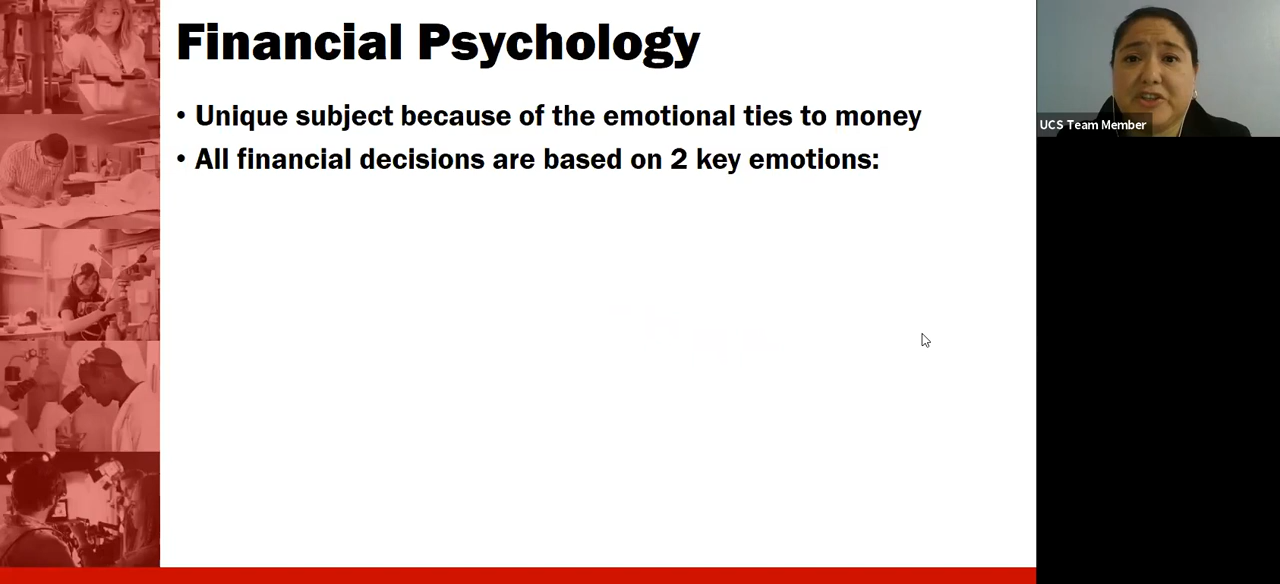 Financial Psychology
• Unique subject because of the emotional ties to money
• All financial decisions are based on 2 key emotions:
UCS Team Member